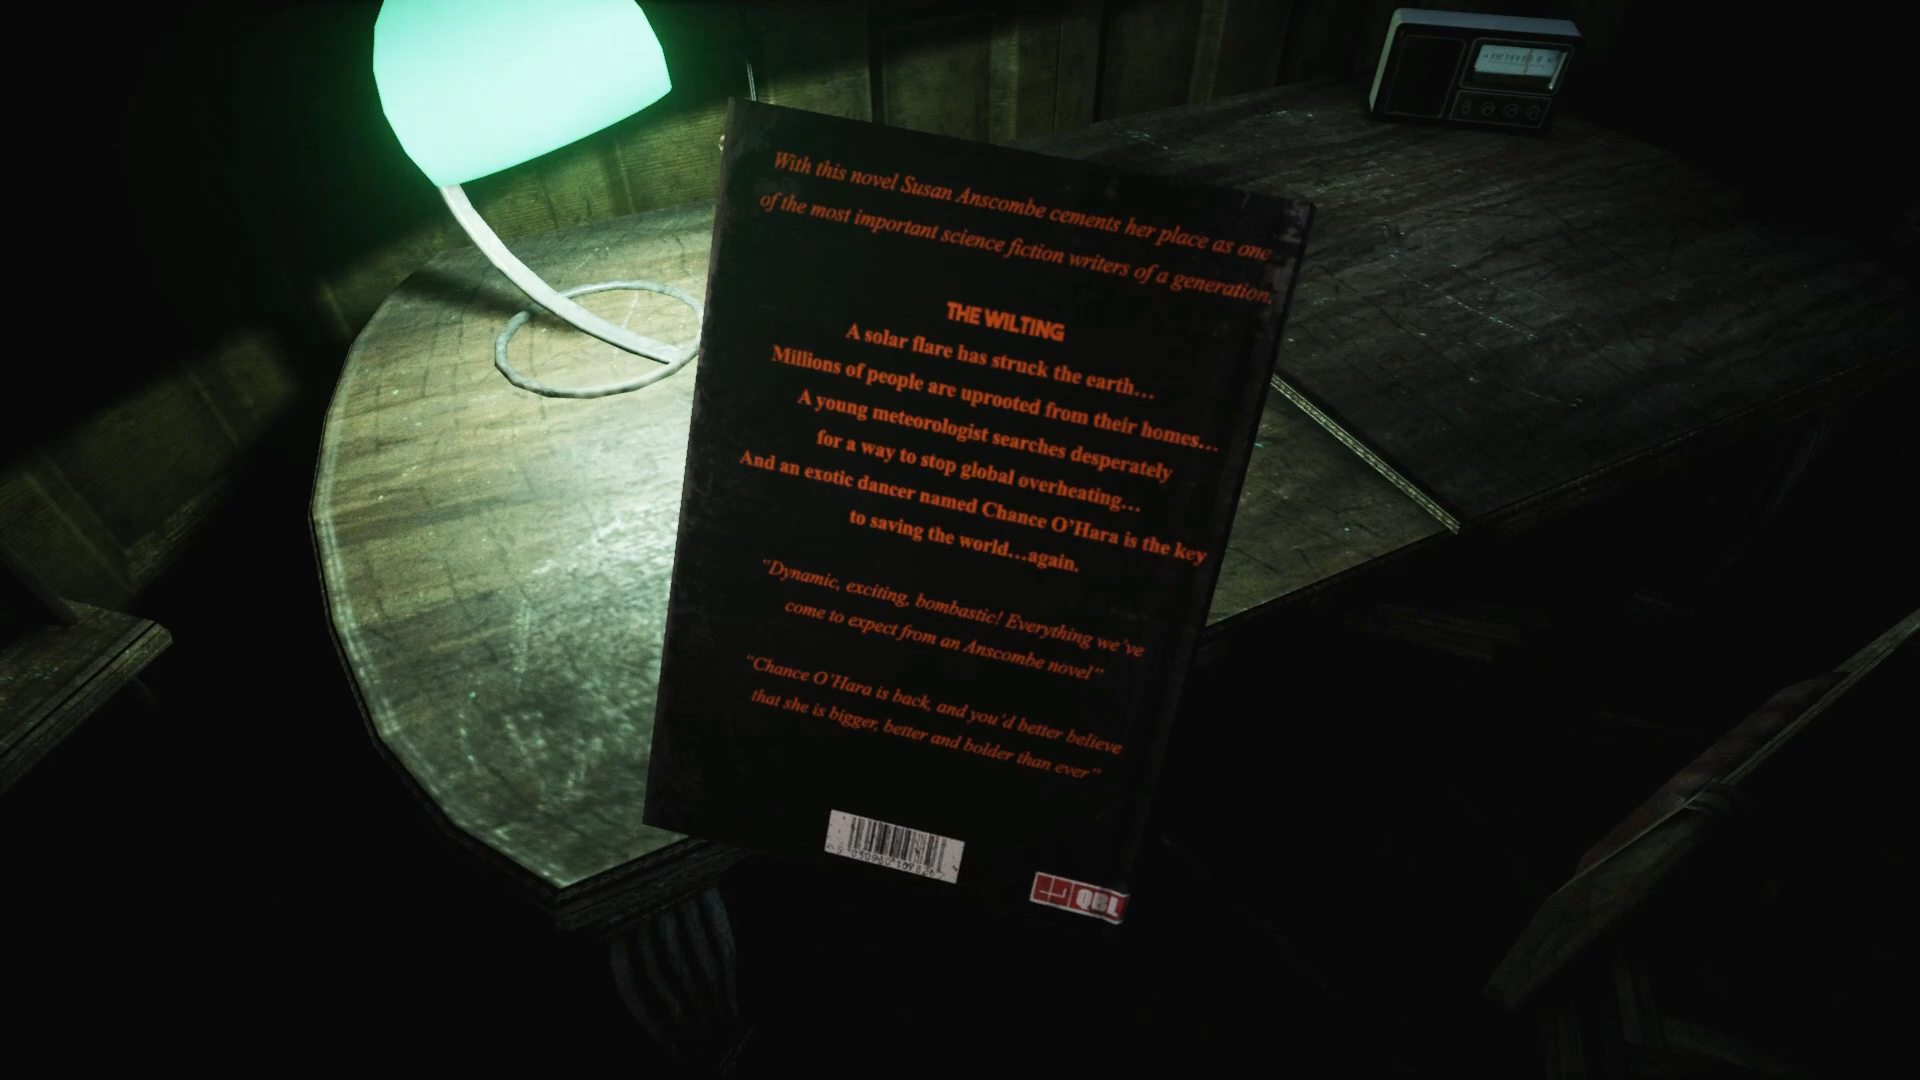 With this novel Susan Anscombe cements her place as one
of the most important science fiction writers of a generation.
THE WILTING
A solar flare has struck the earth...
Millions of people are uprooted from their homes...
A young meteorologist searches desperately
for a way to stop global overheating...
And an exotic dancer named Chance O'Hara is the key
to saving the world...again.
"Dynamic, exciting, bombastic! Everything we've
come to expect from an Anscombe novel"
"Chance O'Hara is back, and you'd better believe
that she is bigger, better and bolder than ever"
QBL